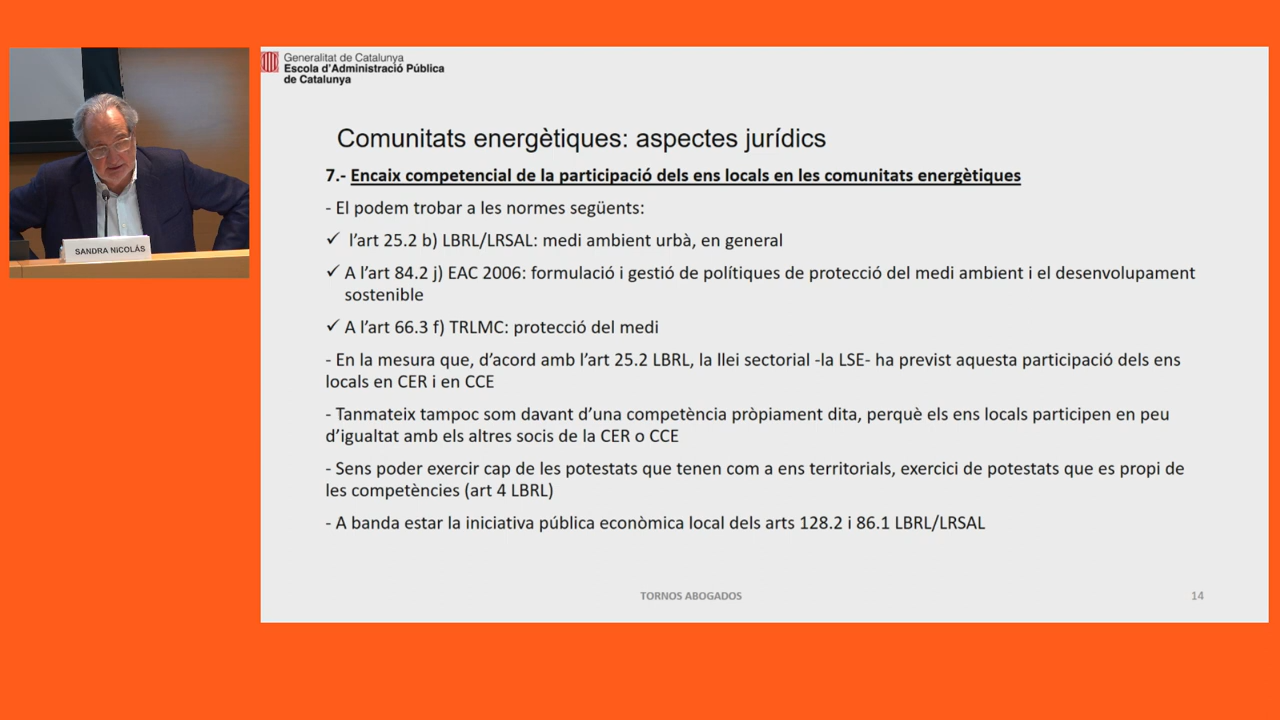 Generalitat de Catalunya
Escola d'Administració Pública
de Catalunya
Comunitats energètiques: aspectes jurídics
7.- Encaix competencial de la participació dels ens locals en les comunitats energètiques
- El podem trobar a les normes següents:
✓ l'art 25.2 b) LBRL/LRSAL: medi ambient urbà, en general
✓ A l'art 84.2 j) EAC 2006: formulació i gestió de polítiques de protecció del medi ambient i el desenvolupament
sostenible
✓ A l'art 66.3 f) TRLMC: protecció del medi
- En la mesura que, d'acord amb l'art 25.2 LBRL, la llei sectorial -la LSE- ha previst aquesta participació dels ens
locals en CER i en CCE
- Tanmateix tampoc som davant d'una competència pròpiament dita, perquè els ens locals participen en peu
d'igualtat amb els altres socis de la CER o CCE
- Sens poder exercir cap de les potestats que tenen com a ens territorials, exercici de potestats que es propi de
les competències (art 4 LBRL)
- A banda estar la iniciativa pública econòmica local dels arts 128.2 i 86.1 LBRL/LRSAL
TORNOS ABOGADOS
14
SANDRA NICOLÁS